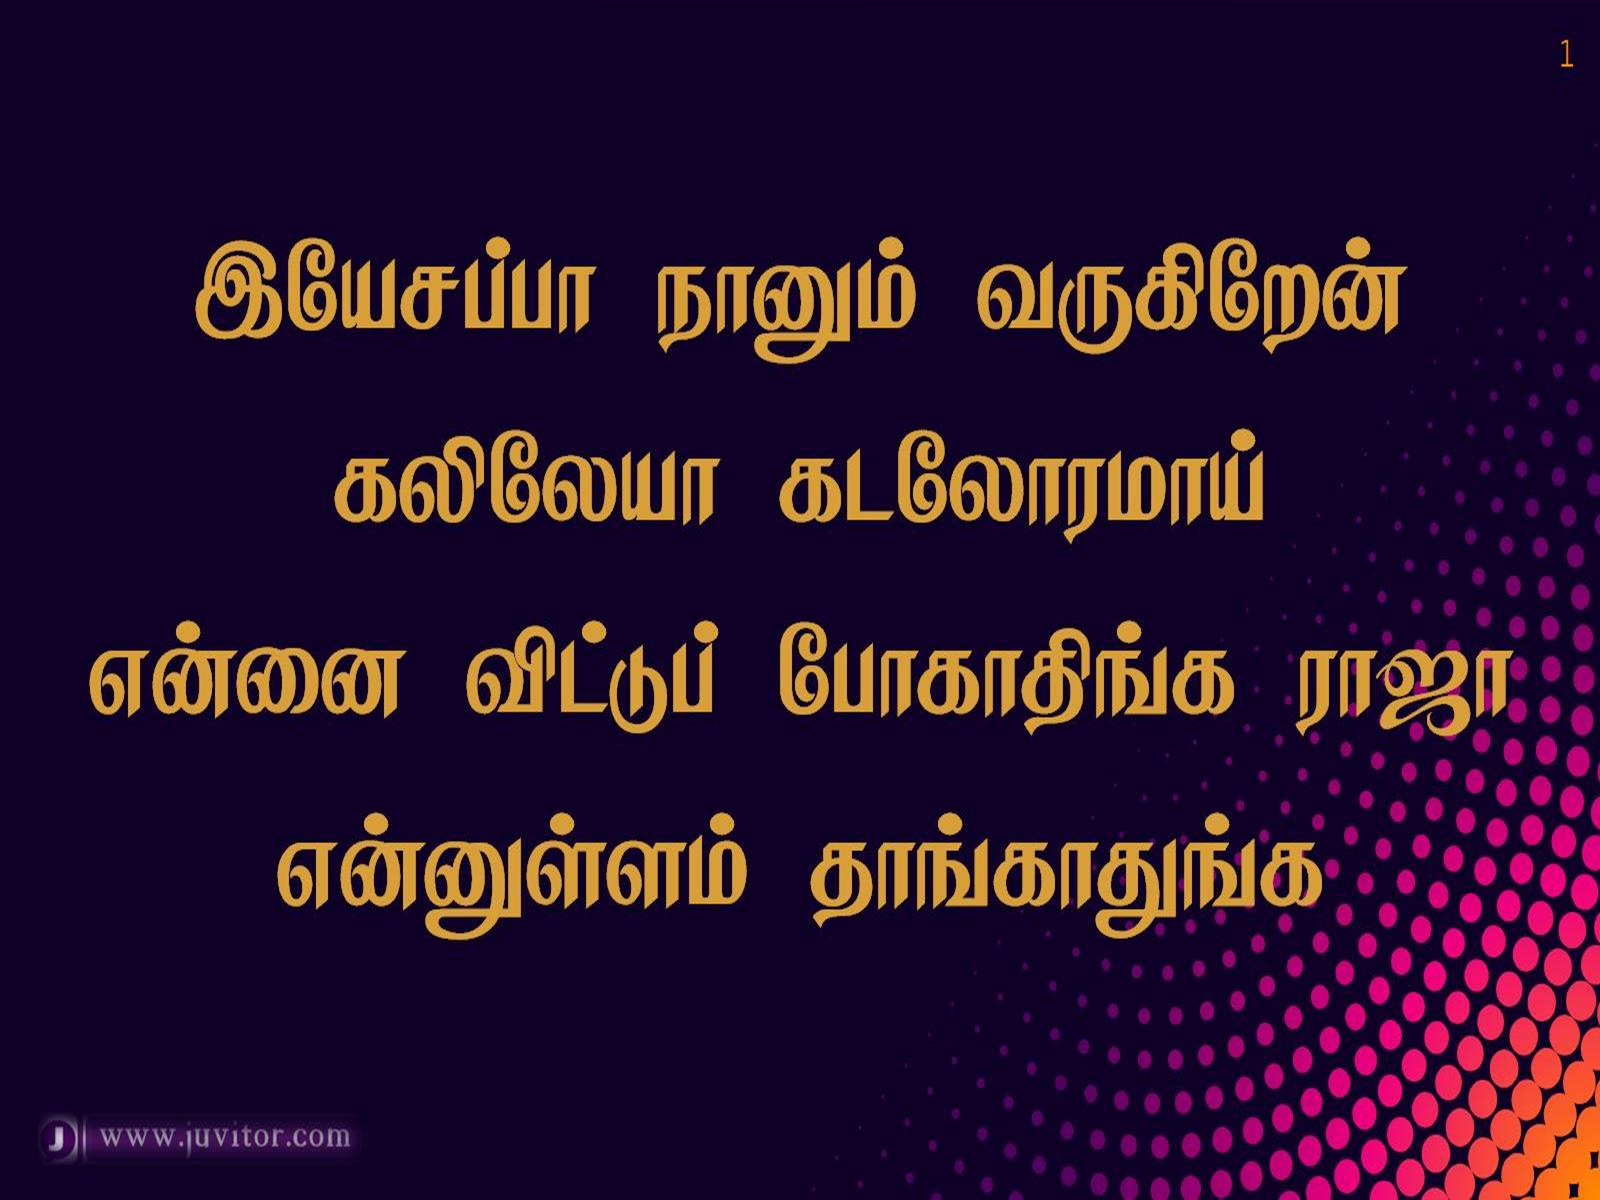 1
இயேசப்பா நானும் வருகிறேன்
கலிலேயா கடலோரமாய்
என்னை விட்டுப் போகாதிங்க ராஜா
என்னுள்ளம் தாங்காதுங்க
J www.juvitor.com